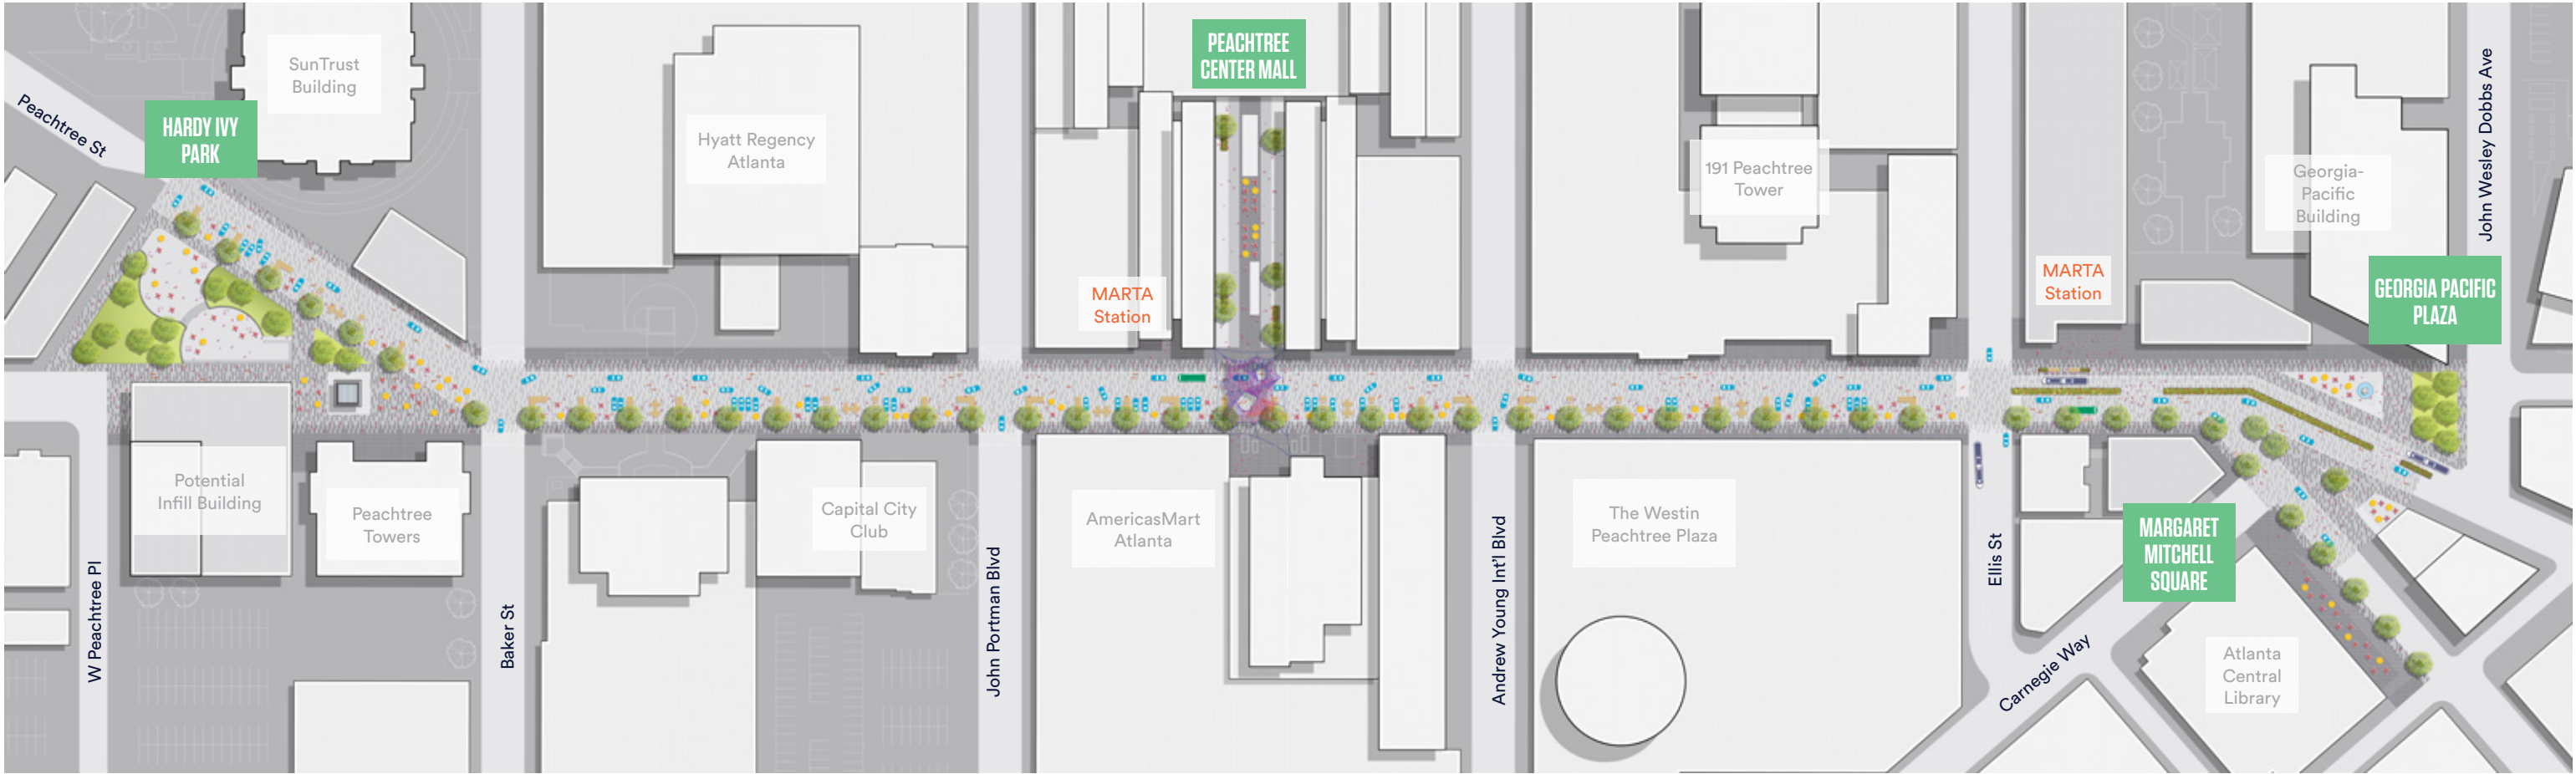 SunTrust
Building
Peachtree St
HARDY IVY
PARK
Hyatt Regency
Atlanta
PEACHTREE
CENTER MALL
MARTA
Station
191 Peachtree
Tower
MARTA
Station
Georgia-
Pacific
Building
John Wesley Dobbs Ave
GEORGIA PACIFIC
PLAZA
W Peachtree Pl
Potential
Infill Building
Peachtree
Towers
Baker St
Capital City
Club
John Portman Blvd
AmericasMart
Atlanta
Andrew Young Int'l Blvd
The Westin
Peachtree Plaza
Ellis St
Carnegie Way
MARGARET
MITCHELL
SQUARE
Atlanta
Central
Library